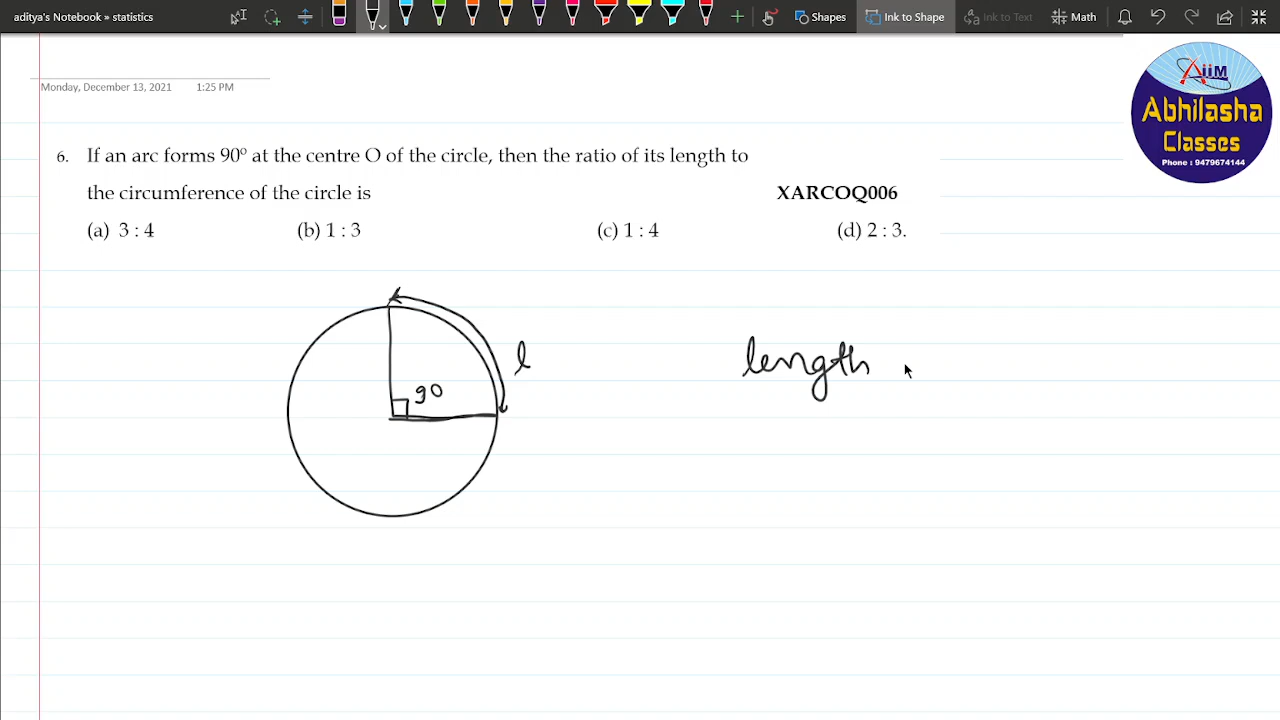 aditya's Notebook » statistics
Shapes
Ink to Shape
Ink to Text
Math
Monday, December 13, 2021 1:25 PM
AiiM
Abhilasha
Classes
Phone : 9479674144
6. If an arc forms 90º at the centre O of the circle, then the ratio of its length to
the circumference of the circle is XARCOQ006
(a) 3 : 4 (b) 1 : 3 (c) 1 : 4 (d) 2 : 3.
l
90
length